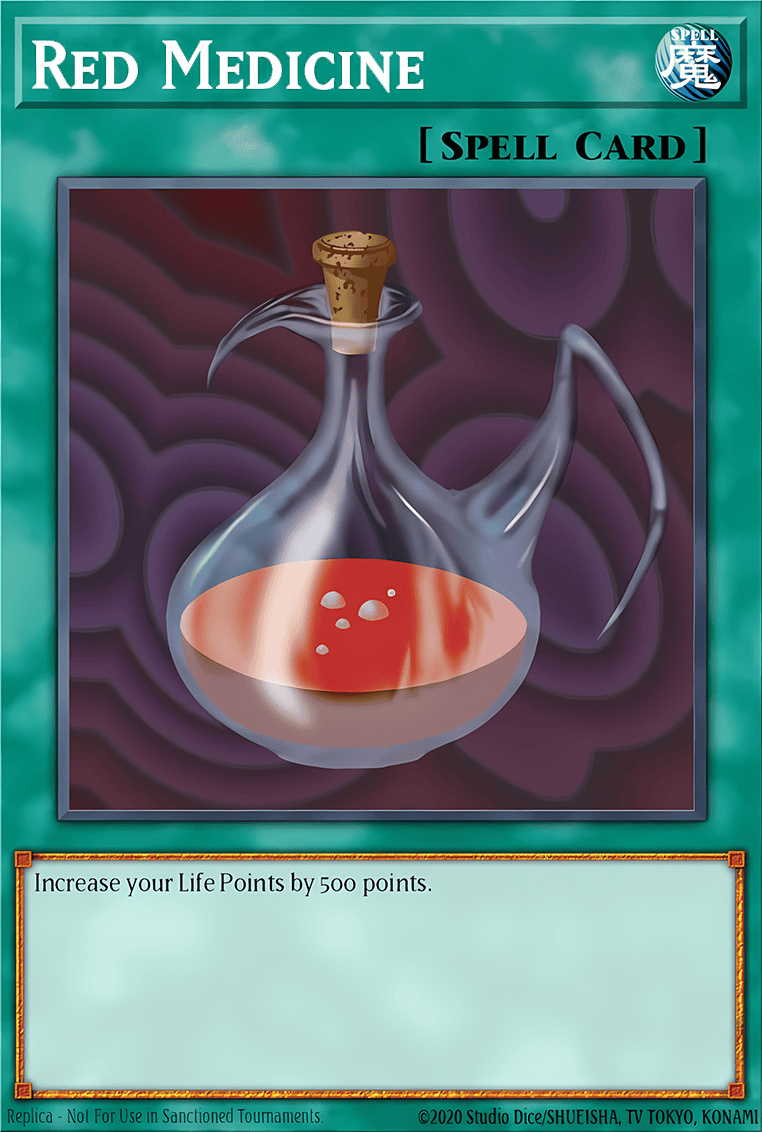 Red Medicine
SPELL
魔
[Spell Card]
Increase your Life Points by 500 points.
Replica - Not For Use in Sanctioned Tournaments.
©2020 Studio Dice/SHUEISHA, TV TOKYO, KONAMI